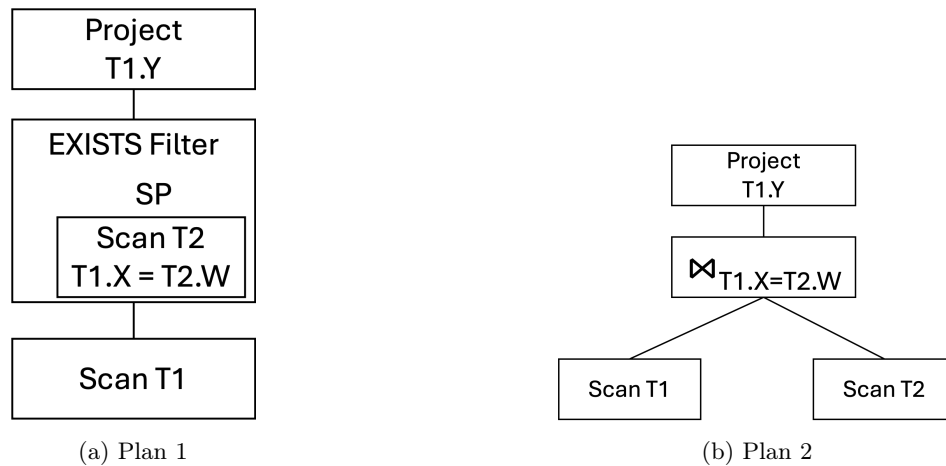 Project
T1.Y
EXISTS Filter
SP
Scan T2
T1.X = T2.W
Scan T1
(a) Plan 1
Project
T1.Y
⋈T1.X=T2.W
Scan T1
Scan T2
(b) Plan 2